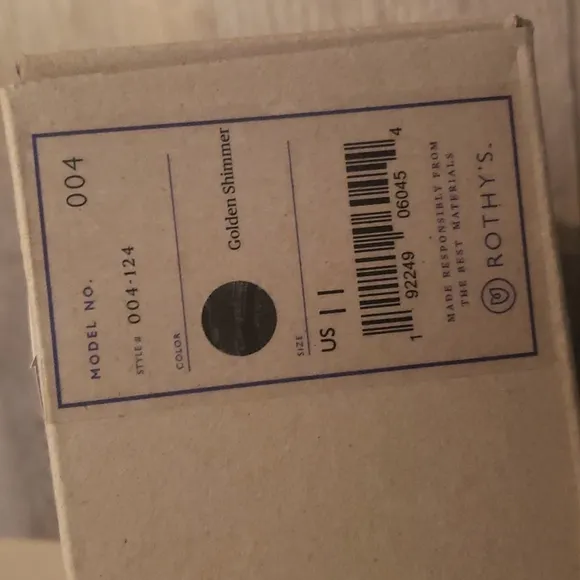 MODEL NO. 004
STYLE # 004-124
COLOR
Golden Shimmer
SIZE
US 11
1 92249 06045 4
MADE RESPONSIBLY FROM
THE BEST MATERIALS
ROTHY'S.